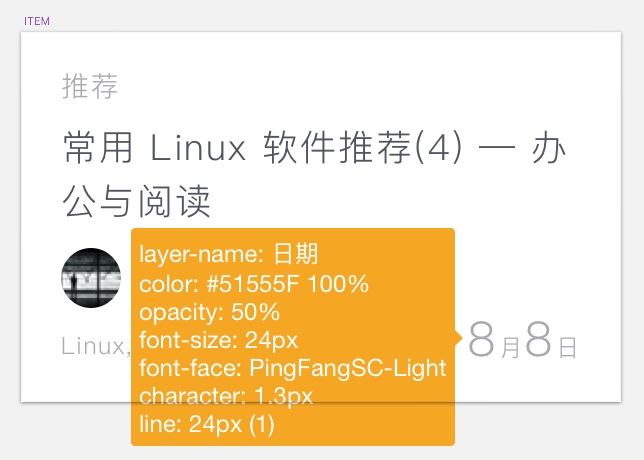 ITEM
推荐
常用 Linux 软件推荐(4) — 办
公与阅读
layer-name: 日期
color: #51555F 100%
opacity: 50%
font-size: 24px
font-face: PingFangSC-Light
character: 1.3px
line: 24px (1)
Linux,
8月8日